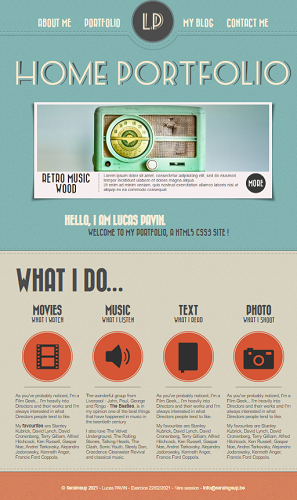 ABOUT ME
PORTFOLIO
LP
MY BLOG
CONTACT ME
HOME PORTFOLIO
RETRO MUSIC
WOOD
Lorem ipsum dolor sit amet, consectetur adipisicing elit, sed do eiusmod
tempor incididunt ut labore et dolore magna aliqua.
Ut enim ad minim veniam, quis nostrud exercitation ullamco laboris nisi ut
aliquip ex ea commodo consequat.
MORE
HELLO, I AM LUCAS PAVIN.
WELCOME TO MY PORTFOLIO, A HTML5 CSS3 SITE !
WHAT I DO...
MOVIES
WHAT I WATCH
MUSIC
WHAT I LISTEN
TEXT
WHAT I READ
PHOTO
WHAT I SHOOT
As you're probably noticed, I'm a
Film Geek... I'm heavily into
Directors and their works and I'm
always interested in what
Directors people tend to like.
My favourites are Stanley
Kubrick, David Lynch, David
Cronenberg, Terry Gilliam, Alfred
Hitchcock, Ken Russell, Gaspar
Noe, Andrei Tarkovsky, Alejandro
Jodorowsky, Kenneth Anger,
Francis Ford Coppola.
The wonderful group from
Liverpool - John, Paul, George
and Ringo - The Beatles, is in
my opinion one of the best things
that have happened in music in
the twentieth century.
I also love The Velvet
Underground, The Rolling
Stones, Talking Heads, The
Clash, Sonic Youth, Steely Dan,
Creedence Clearwater Revival
and classical music.
As you're probably noticed, I'm a
Film Geek... I'm heavily into
Directors and their works and I'm
always interested in what
Directors people tend to like.
My favourites are Stanley
Kubrick, David Lynch, David
Cronenberg, Terry Gilliam, Alfred
Hitchcock, Ken Russell, Gaspar
Noe, Andrei Tarkovsky, Alejandro
Jodorowsky, Kenneth Anger,
Francis Ford Coppola.
As you're probably noticed, I'm a
Film Geek... I'm heavily into
Directors and their works and I'm
always interested in what
Directors people tend to like.
My favourites are Stanley
Kubrick, David Lynch, David
Cronenberg, Terry Gilliam, Alfred
Hitchcock, Ken Russell, Gaspar
Noe, Andrei Tarkovsky, Alejandro
Jodorowsky, Kenneth Anger,
Francis Ford Coppola.
2021 - Lucas PAVIN - Examinox 22/02/2021 - 1ère session -